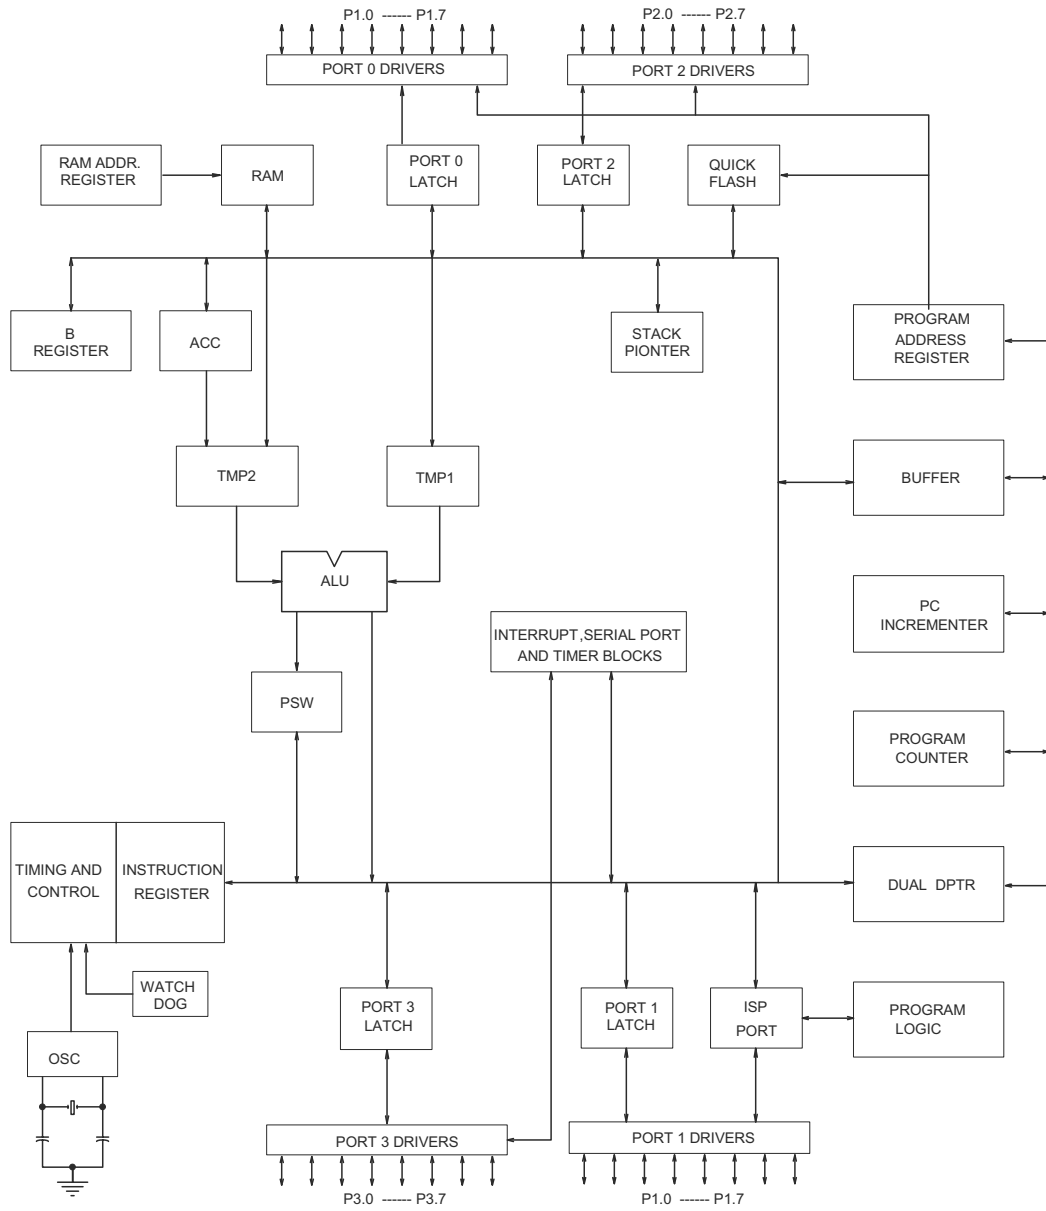 P1.0 ------ P1.7
P2.0 ------ P2.7
PORT 0 DRIVERS
PORT 2 DRIVERS
RAM ADDR.
REGISTER
RAM
PORT 0
LATCH
PORT 2
LATCH
QUICK
FLASH
B
REGISTER
ACC
STACK
PIONTER
PROGRAM
ADDRESS
REGISTER
TMP2
TMP1
BUFFER
ALU
PC
INCREMENTER
INTERRUPT,SERIAL PORT
AND TIMER BLOCKS
PSW
PROGRAM
COUNTER
TIMING AND
CONTROL
INSTRUCTION
REGISTER
DUAL DPTR
WATCH
DOG
PORT 3
LATCH
PORT 1
LATCH
ISP
PORT
PROGRAM
LOGIC
OSC
PORT 3 DRIVERS
PORT 1 DRIVERS
P3.0 ------ P3.7
P1.0 ------ P1.7